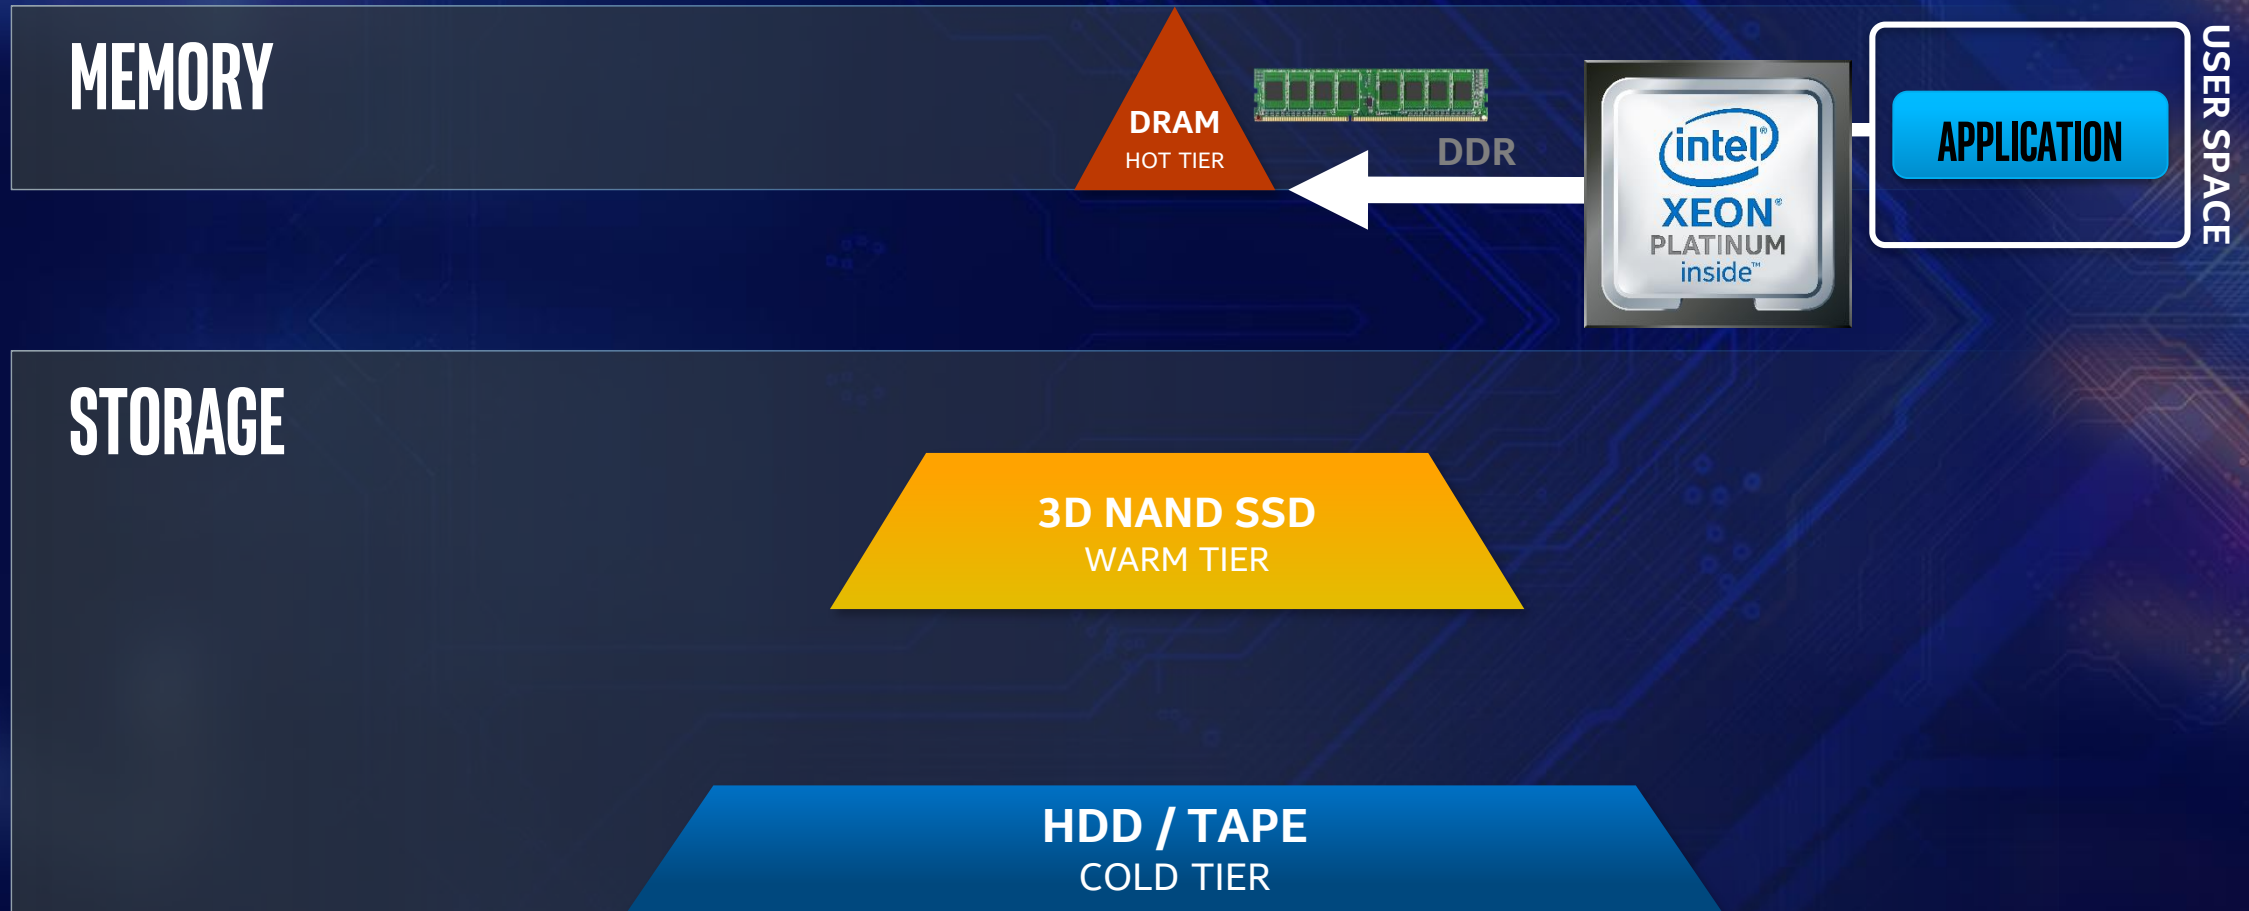 MEMORY
DRAM
HOT TIER
DDR
intel®
XEON®
PLATINUM
inside™
APPLICATION
USER SPACE
STORAGE
3D NAND SSD
WARM TIER
HDD / TAPE
COLD TIER